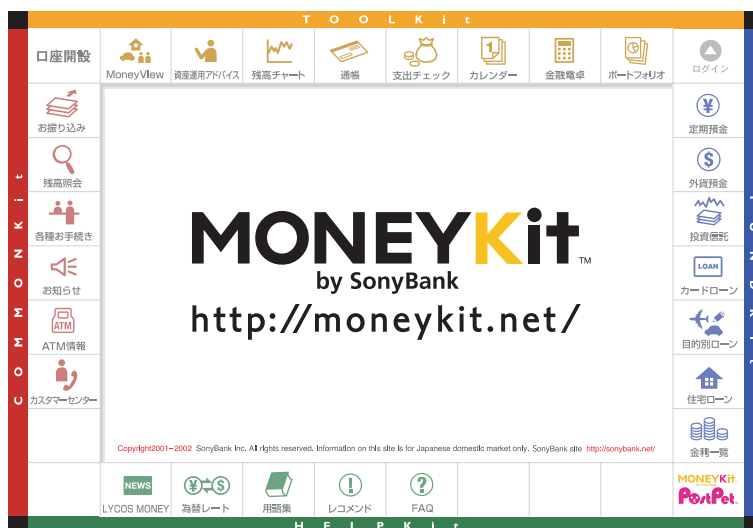 TOOLKit
口座開設
MoneyView
資産運用アドバイス
残高チャート
通帳
支出チェック
カレンダー
金融電卓
ポートフォリオ
ログイン
COMMONKit
お振り込み
残高照会
各種お手続き
お知らせ
ATM
ATM情報
カスタマーセンター
MONEYKit™
by SonyBank
http://moneykit.net/
Copyright2001-2002 SonyBank Inc. All rights reserved. Information on this site is for Japanese domestic market only. SonyBank site http://sonybank.net/
定期預金
外貨預金
投資信託
LOAN
カードローン
目的別ローン
住宅ローン
金利一覧
NEWS
LYCOS MONEY
為替レート
用語集
レコメンド
FAQ
MONEYKit
PostPet
HELPKit